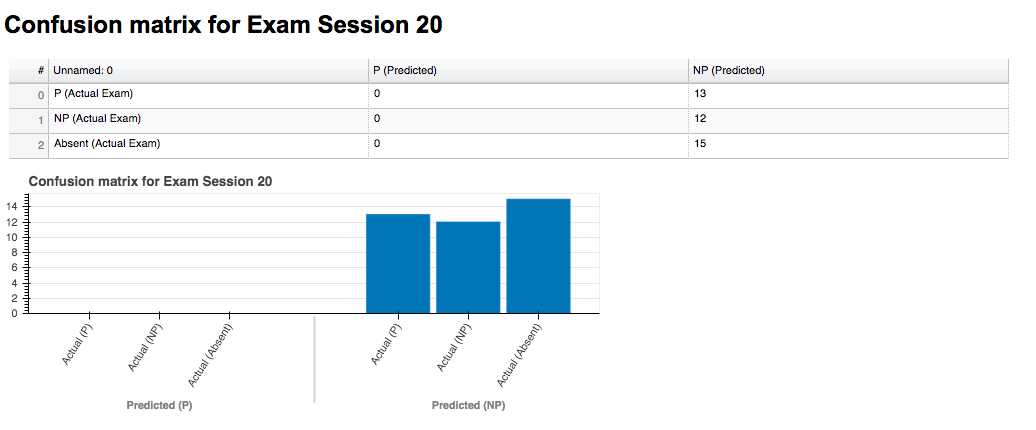 Confusion matrix for Exam Session 20
# Unnamed: 0 P (Predicted) NP (Predicted)
0 P (Actual Exam) 0 13
1 NP (Actual Exam) 0 12
2 Absent (Actual Exam) 0 15
Confusion matrix for Exam Session 20
14
12
10
8
6
4
2
0
Actual (P) Actual (NP) Actual (Absent) Actual (P) Actual (NP) Actual (Absent)
Predicted (P) Predicted (NP)